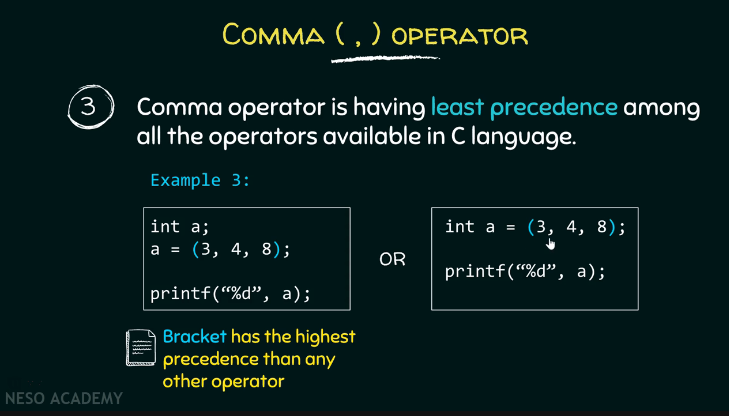 COMMA ( , ) OPERATOR
3
Comma operator is having least precedence among
all the operators available in C language.
Example 3:
int a;
a = (3, 4, 8);
printf(“%d”, a);
OR
int a = (3, 4, 8);
printf(“%d”, a);
Bracket has the highest
precedence than any
other operator
NESO ACADEMY